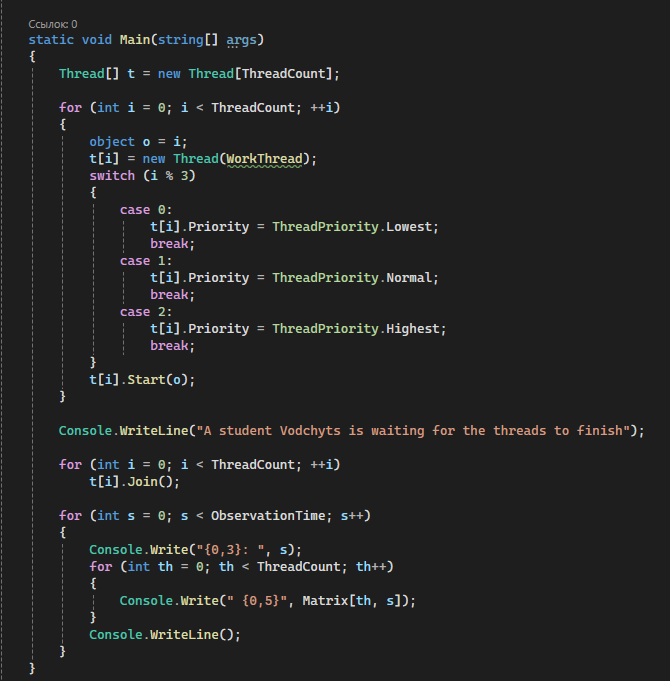 Ссылок: 0
static void Main(string[] args)
{
    Thread[] t = new Thread[ThreadCount];

    for (int i = 0; i < ThreadCount; ++i)
    {
        object o = i;
        t[i] = new Thread(WorkThread);
        switch (i % 3)
        {
            case 0:
                t[i].Priority = ThreadPriority.Lowest;
                break;
            case 1:
                t[i].Priority = ThreadPriority.Normal;
                break;
            case 2:
                t[i].Priority = ThreadPriority.Highest;
                break;
        }
        t[i].Start(o);
    }

    Console.WriteLine("A student Vodchyts is waiting for the threads to finish");

    for (int i = 0; i < ThreadCount; ++i)
        t[i].Join();

    for (int s = 0; s < ObservationTime; s++)
    {
        Console.Write("{0,3}: ", s);
        for (int th = 0; th < ThreadCount; th++)
        {
            Console.Write(" {0,5}", Matrix[th, s]);
        }
        Console.WriteLine();
    }
}